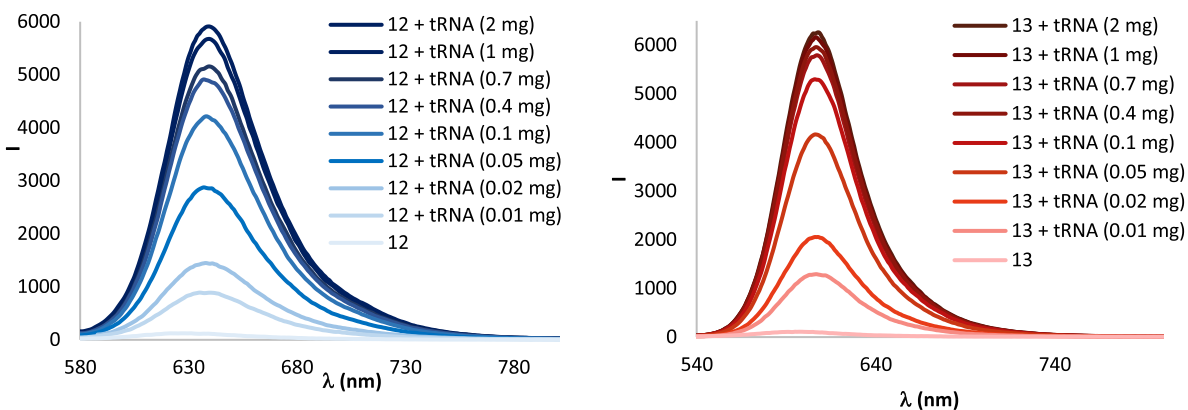 6000
5000
4000
3000
2000
1000
0
I
580
630
680
730
780
λ (nm)
12 + tRNA (2 mg)
12 + tRNA (1 mg)
12 + tRNA (0.7 mg)
12 + tRNA (0.4 mg)
12 + tRNA (0.1 mg)
12 + tRNA (0.05 mg)
12 + tRNA (0.02 mg)
12 + tRNA (0.01 mg)
12
6000
5000
4000
3000
2000
1000
0
I
540
640
740
λ (nm)
13 + tRNA (2 mg)
13 + tRNA (1 mg)
13 + tRNA (0.7 mg)
13 + tRNA (0.4 mg)
13 + tRNA (0.1 mg)
13 + tRNA (0.05 mg)
13 + tRNA (0.02 mg)
13 + tRNA (0.01 mg)
13